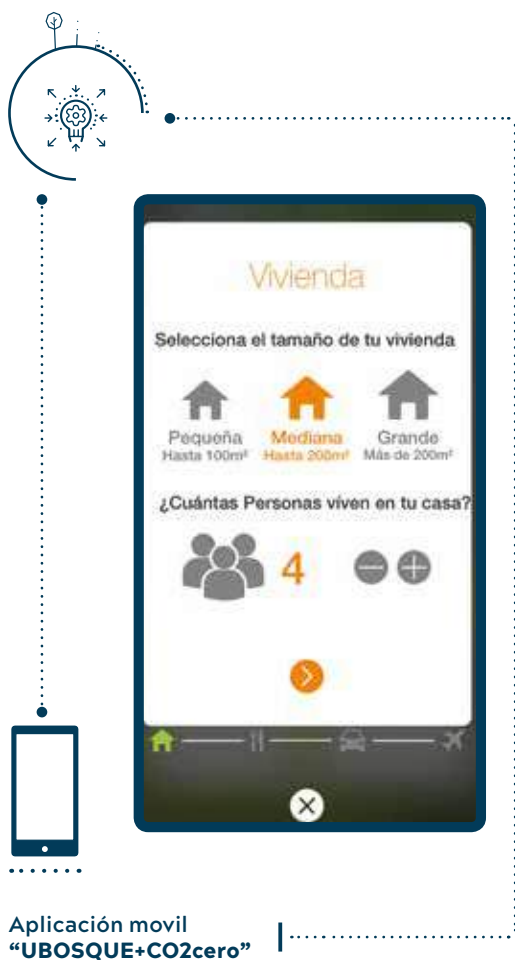 Vivienda
Selecciona el tamaño de tu vivienda
Pequeña Mediana Grande
Hasta 100m² Hasta 200m² Más de 200m²
¿Cuántas Personas viven en tu casa?
4
Aplicación movil
“UBOSQUE+CO2cero”